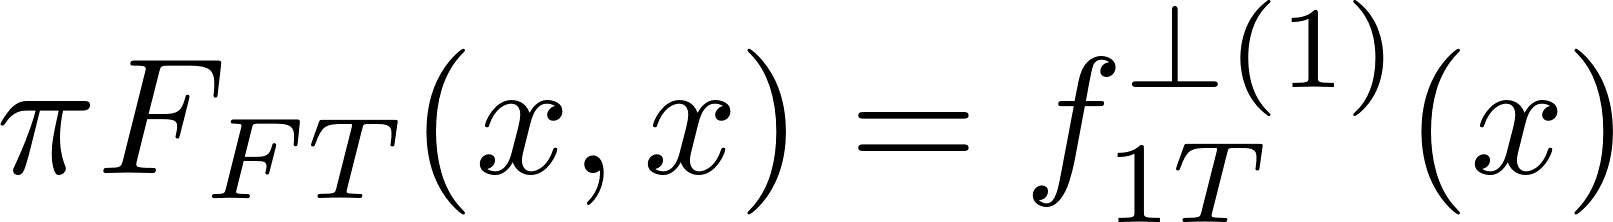 πF_{FT}(x, x) = f_{1T}^{⊥(1)}(x)